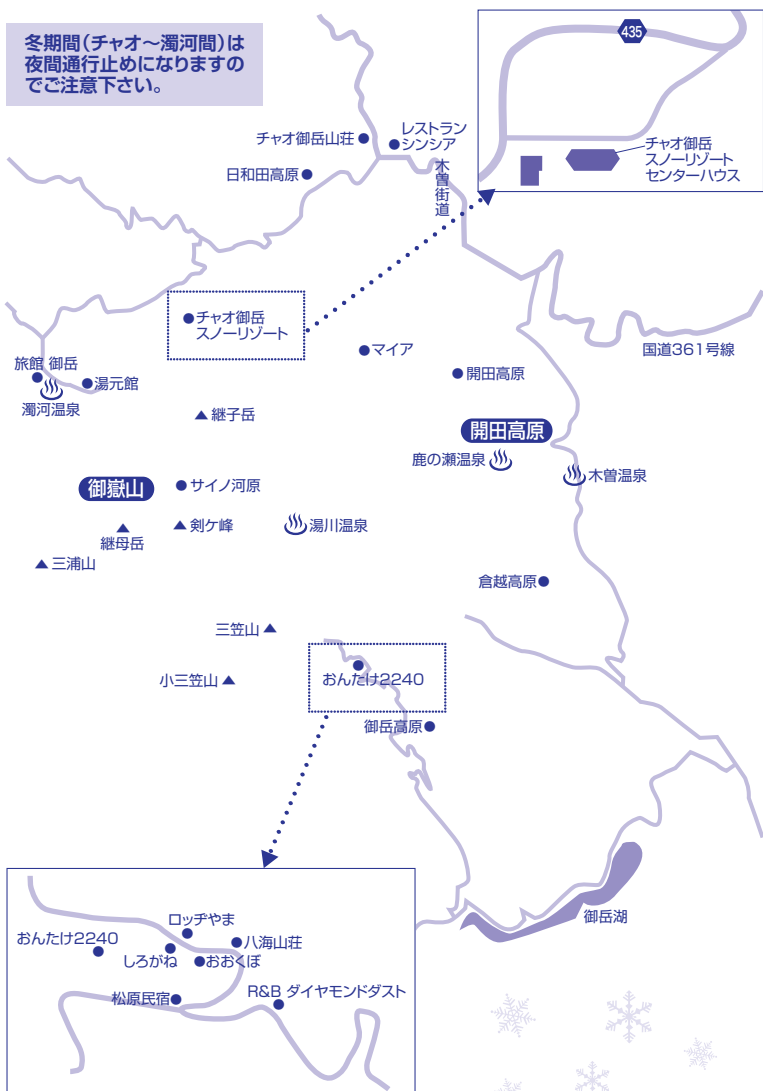 冬期間(チャオ〜濁河間)は
夜間通行止めになりますの
でご注意下さい。
435
チャオ御岳
スノーリゾート
センターハウス
チャオ御岳山荘
レストラン
シンシア
日和田高原
木曽街道
チャオ御岳
スノーリゾート
国道361号線
マイア
旅館 御岳
湯元館
開田高原
濁河温泉
継子岳
開田高原
鹿の瀬温泉
木曽温泉
御嶽山
サイノ河原
継母岳
剣ケ峰
湯川温泉
三浦山
倉越高原
三笠山
小三笠山
おんたけ2240
御岳高原
御岳湖
ロッヂやま
おんたけ2240
八海山荘
しろがね
おおくぼ
松原民宿
R&B ダイヤモンドダスト